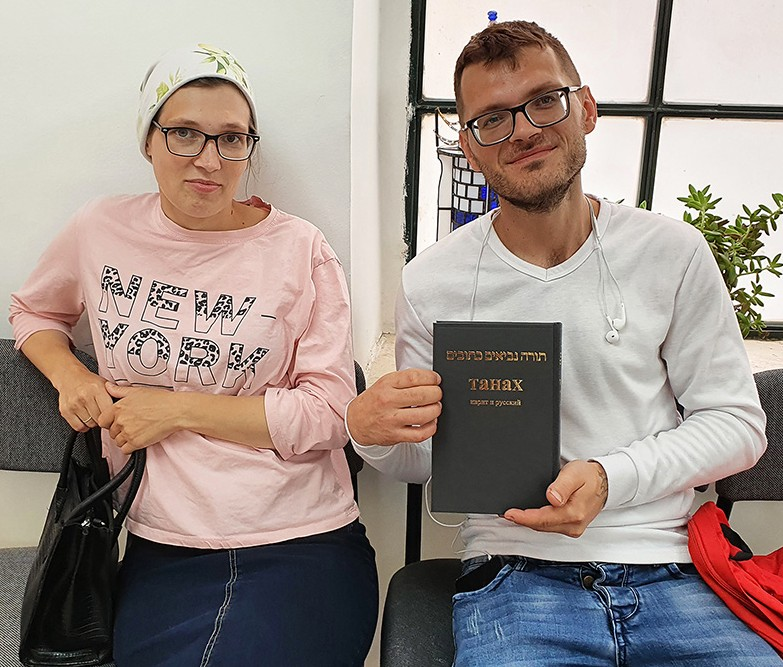 NEW-
YORK
תורה נביאים כתובים
танах
иврит и русский